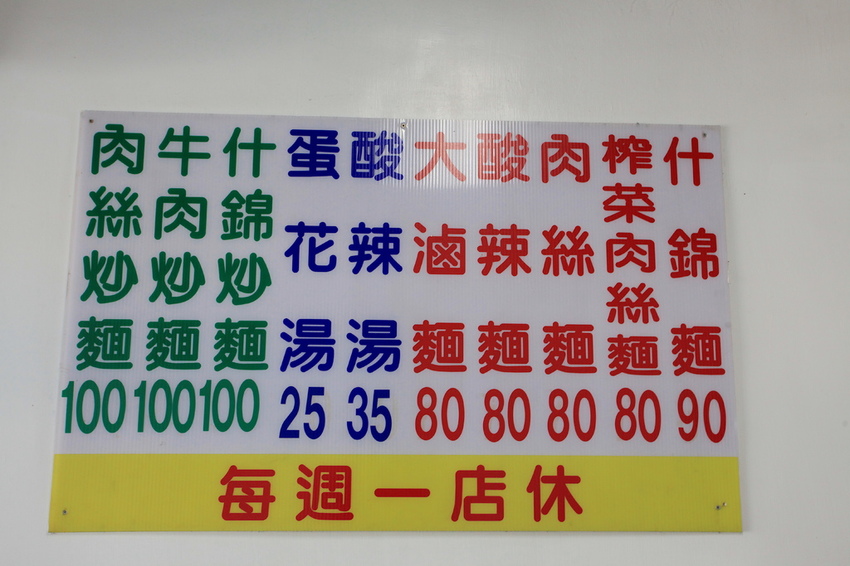 什錦麵 90
榨菜肉絲麵 80
肉絲麵 80
酸辣麵 80
大滷麵 80
酸辣湯 35
蛋花湯 25
什錦炒麵 100
牛肉炒麵 100
肉絲炒麵 100
每週一店休